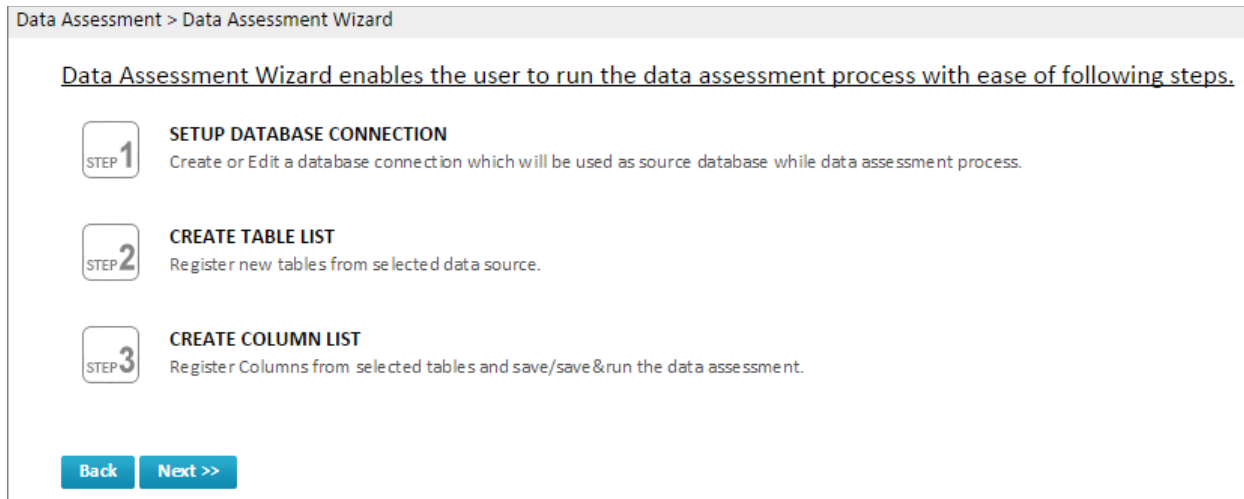 Data Assessment > Data Assessment Wizard
Data Assessment Wizard enables the user to run the data assessment process with ease of following steps.
STEP 1
SETUP DATABASE CONNECTION
Create or Edit a database connection which will be used as source database while data assessment process.
STEP 2
CREATE TABLE LIST
Register new tables from selected data source.
STEP 3
CREATE COLUMN LIST
Register Columns from selected tables and save/save&run the data assessment.
Back Next >>